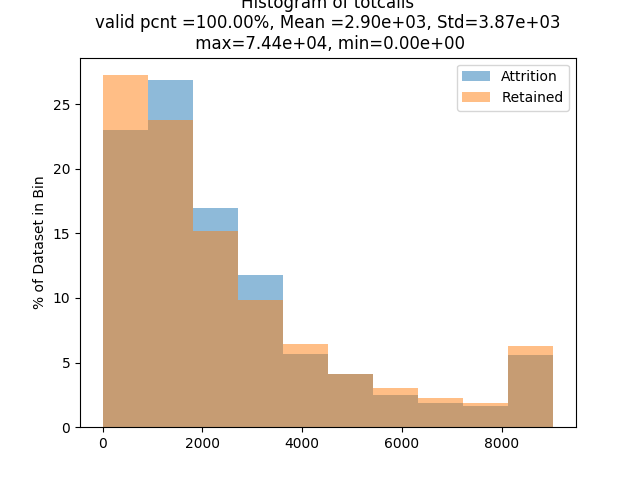 Histogram of totcalls
valid pcnt =100.00%, Mean =2.90e+03, Std=3.87e+03
max=7.44e+04, min=0.00e+00
Attrition
Retained
% of Dataset in Bin
25
20
15
10
5
0
0 2000 4000 6000 8000